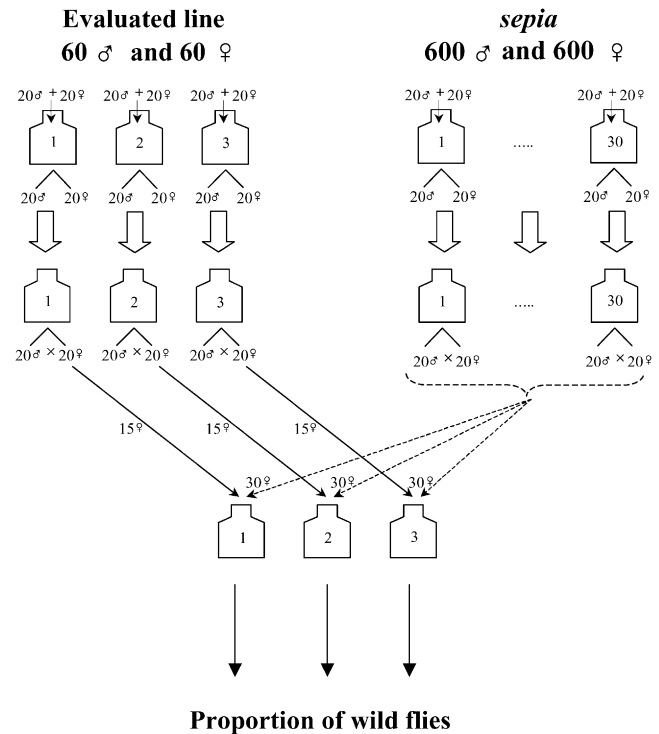 Evaluated line
60 ♂ and 60 ♀
sepia
600 ♂ and 600 ♀
20♂ + 20♀ 20♂ + 20♀ 20♂ + 20♀ 20♂ + 20♀ 20♂ + 20♀
1 2 3 1 ..... 30
20♂ 20♀ 20♂ 20♀ 20♂ 20♀ 20♂ 20♀ 20♂ 20♀
1 2 3 1 ..... 30
20♂ × 20♀ 20♂ × 20♀ 20♂ × 20♀ 20♂ × 20♀ 20♂ × 20♀
15♀ 15♀ 15♀
30♀ 30♀ 30♀
1 2 3
Proportion of wild flies